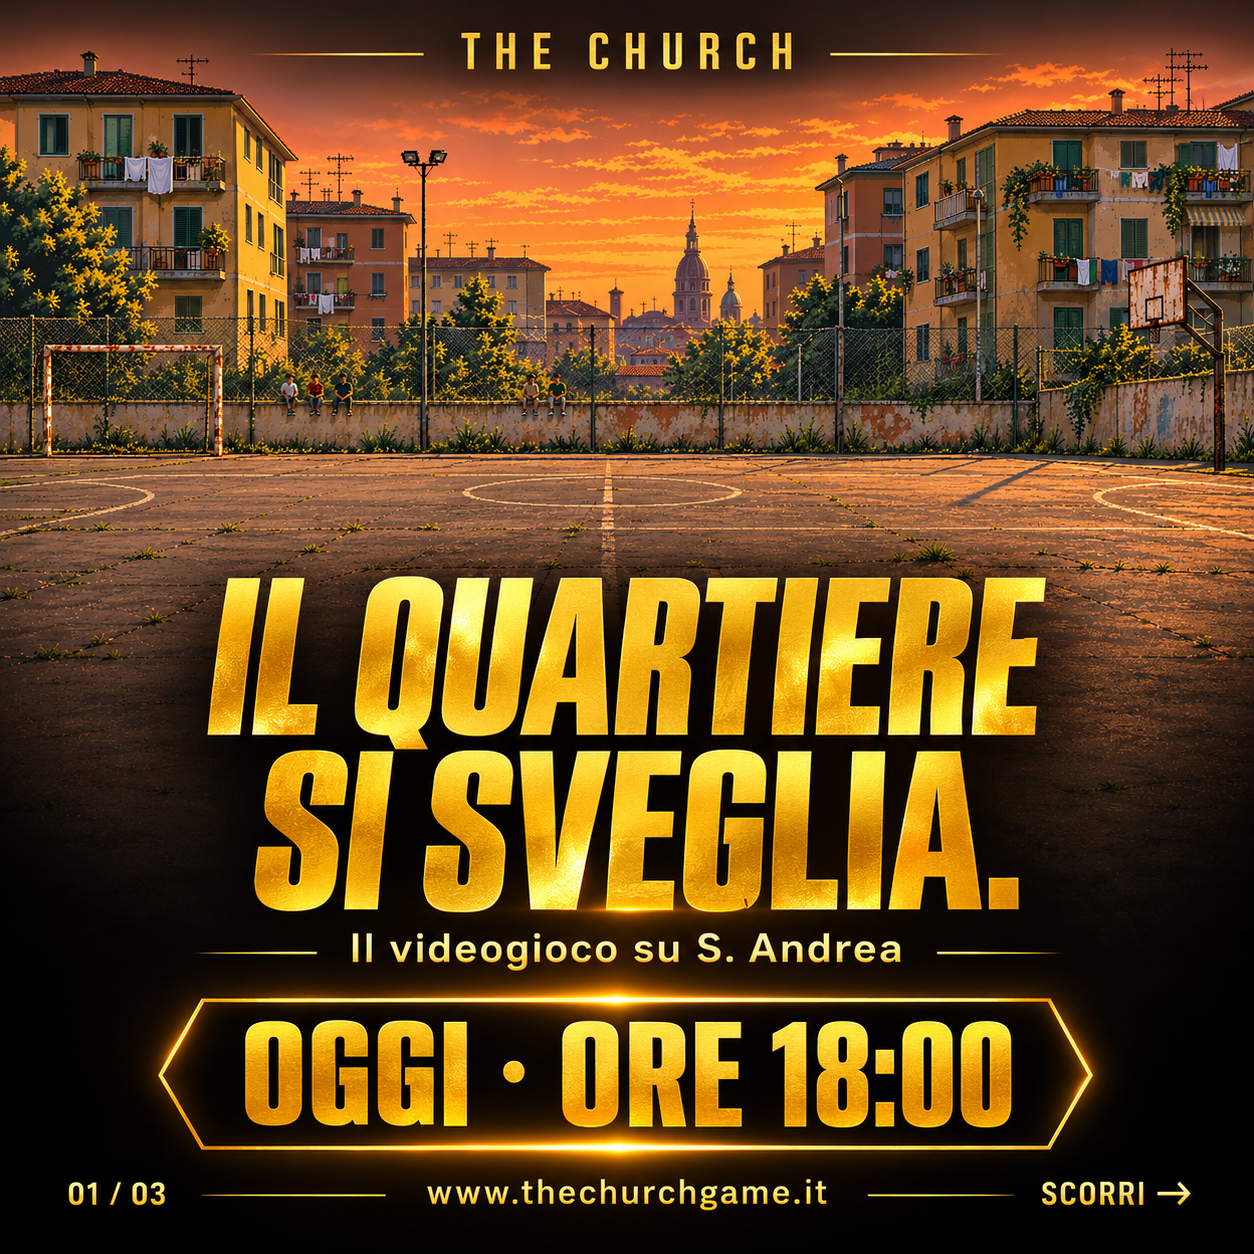 THE CHURCH
IL QUARTIERE
SI SVEGLIA.
Il videogioco su S. Andrea
OGGI · ORE 18:00
01 / 03
www.thechurchgame.it
SCORRI →